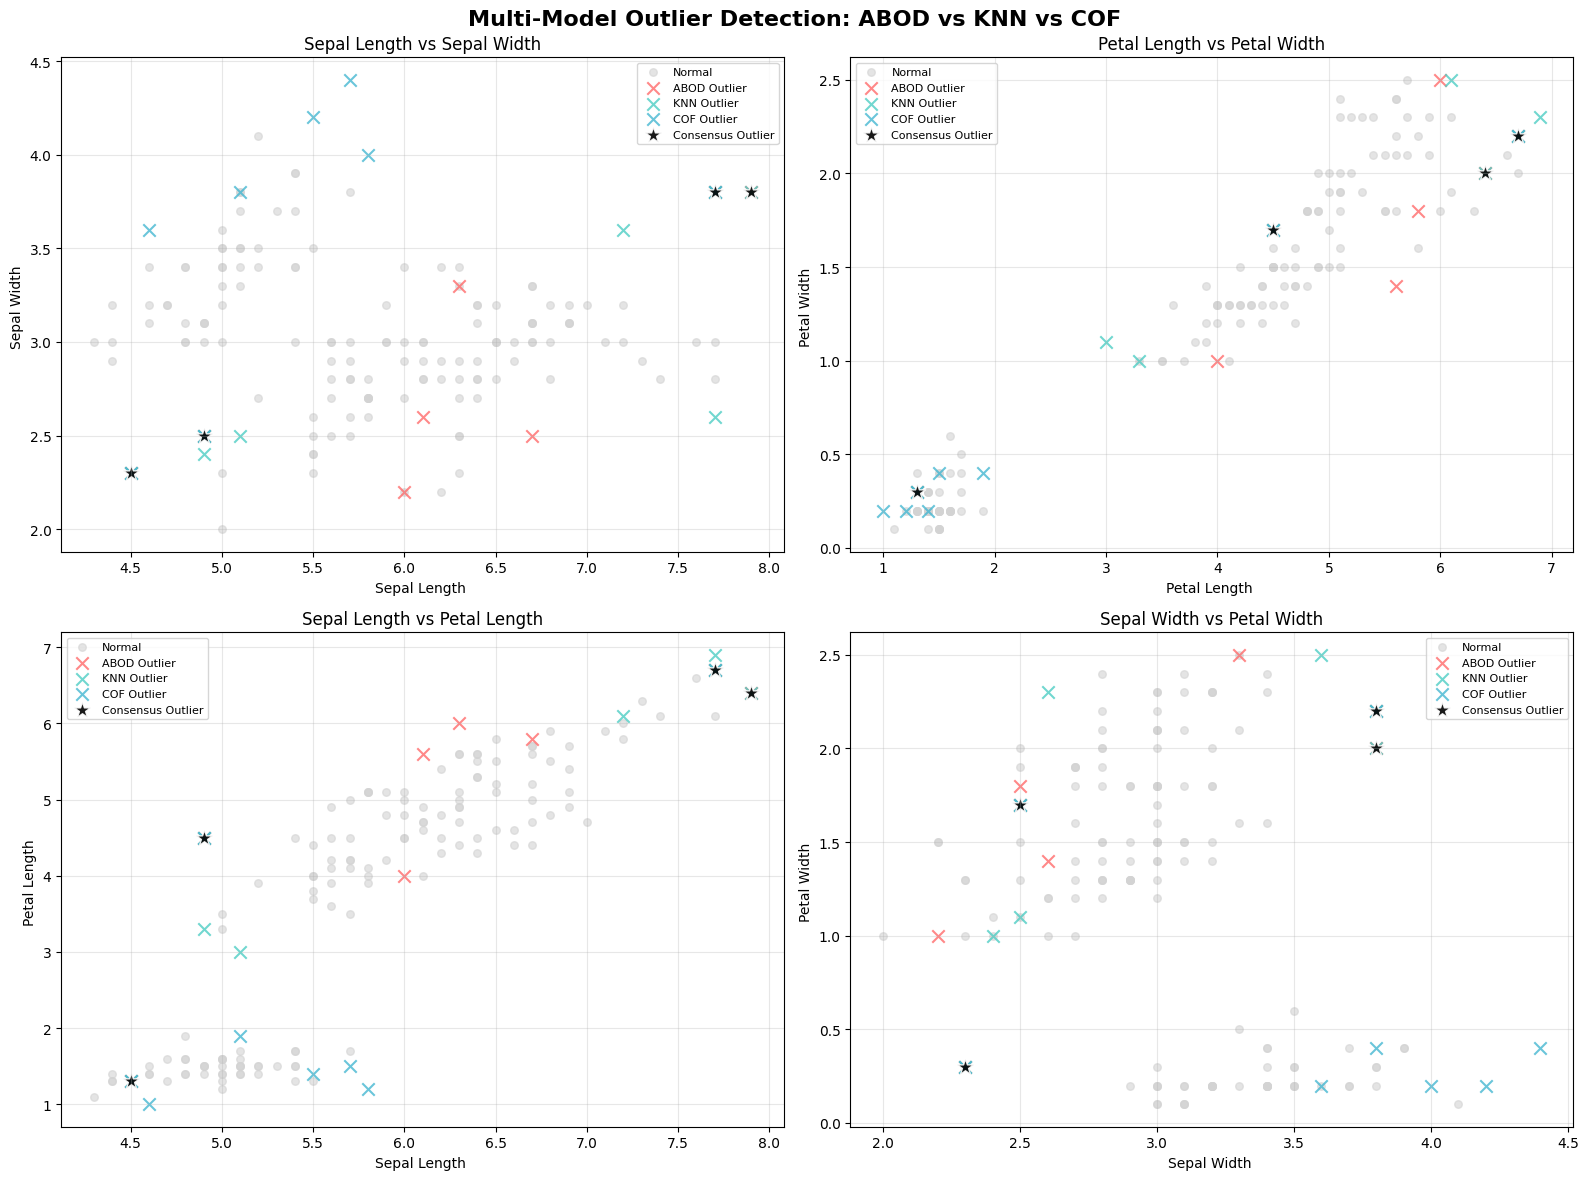 Multi-Model Outlier Detection: ABOD vs KNN vs COF
Sepal Length vs Sepal Width
Normal
ABOD Outlier
KNN Outlier
COF Outlier
Consensus Outlier
4.5
4.0
3.5
3.0
2.5
2.0
Sepal Width
4.5
5.0
5.5
6.0
6.5
7.0
7.5
8.0
Sepal Length
Petal Length vs Petal Width
Normal
ABOD Outlier
KNN Outlier
COF Outlier
Consensus Outlier
2.5
2.0
1.5
1.0
0.5
0.0
Petal Width
1
2
3
4
5
6
7
Petal Length
Sepal Length vs Petal Length
Normal
ABOD Outlier
KNN Outlier
COF Outlier
Consensus Outlier
7
6
5
4
3
2
1
Petal Length
4.5
5.0
5.5
6.0
6.5
7.0
7.5
8.0
Sepal Length
Sepal Width vs Petal Width
Normal
ABOD Outlier
KNN Outlier
COF Outlier
Consensus Outlier
2.5
2.0
1.5
1.0
0.5
0.0
Petal Width
2.0
2.5
3.0
3.5
4.0
4.5
Sepal Width